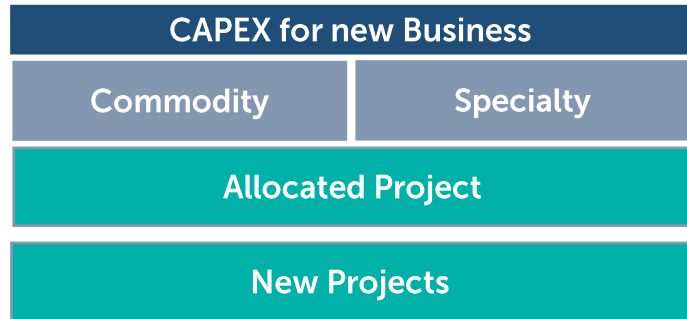 CAPEX for new Business
Commodity
Specialty
Allocated Project
New Projects